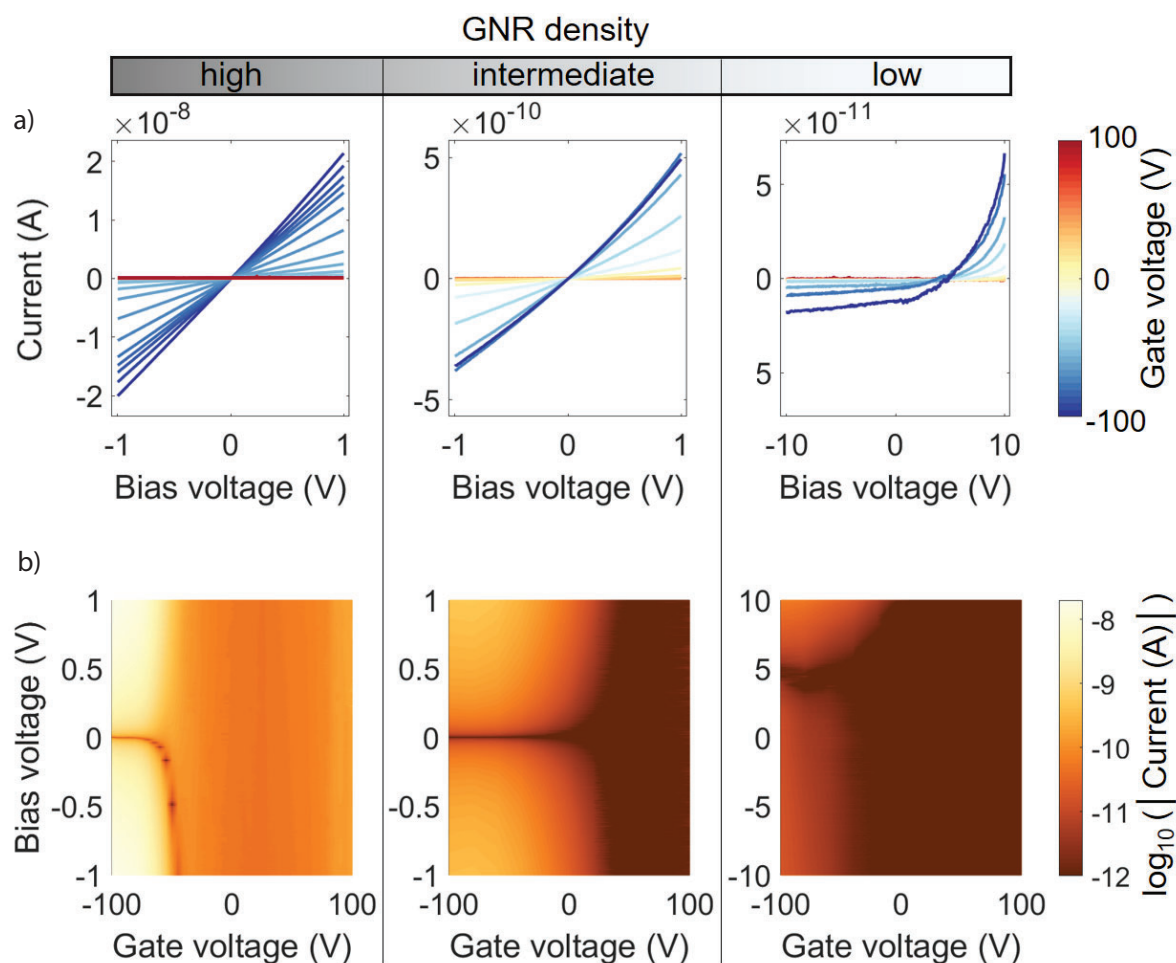 GNR density
high intermediate low
a)
×10⁻⁸ ×10⁻¹⁰ ×10⁻¹¹
2
1
0
-1
-2
Current (A)
-1 0 1
Bias voltage (V)
5
0
-5
-1 0 1
Bias voltage (V)
5
0
5
-10 0 10
Bias voltage (V)
100
0
-100
Gate voltage (V)
b)
1
0.5
0
-0.5
-1
Bias voltage (V)
-100 0 100
Gate voltage (V)
1
0.5
0
-0.5
-1
-100 0 100
Gate voltage (V)
10
5
0
-5
-10
-100 0 100
Gate voltage (V)
-8
-9
-10
-11
-12
log₁₀ (| Current (A) |)